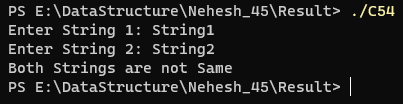 PS E:\DataStructure\Nehesh_45\Result> ./C54
Enter String 1: String1
Enter String 2: String2
Both Strings are not Same
PS E:\DataStructure\Nehesh_45\Result>